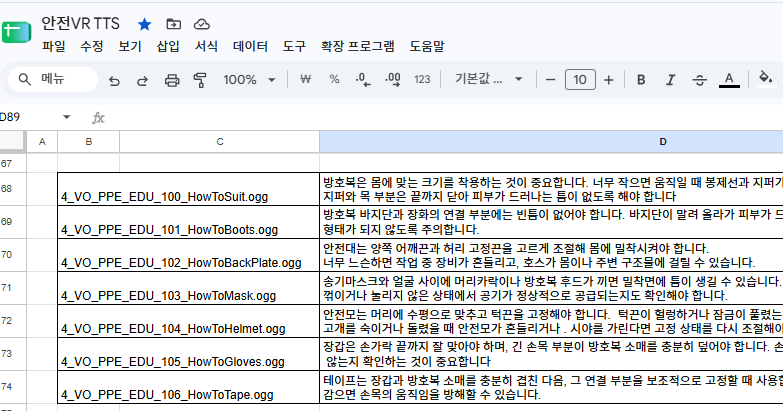 안전VR TTS
파일 수정 보기 삽입 서식 데이터 도구 확장 프로그램 도움말
메뉴 100% ₩ % .0 .00 123 기본값 ... 10 B I S A
D89 fx
A B C D
67
68 4_VO_PPE_EDU_100_HowToSuit.ogg 방호복은 몸에 맞는 크기를 착용하는 것이 중요합니다. 너무 작으면 움직일 때 봉제선과 지퍼가
지퍼와 목 부분은 끝까지 닫아 피부가 드러나는 틈이 없도록 해야 합니다
69 4_VO_PPE_EDU_101_HowToBoots.ogg 방호복 바지단과 장화의 연결 부분에는 빈틈이 없어야 합니다. 바지단이 말려 올라가 피부가 드
형태가 되지 않도록 주의합니다.
70 4_VO_PPE_EDU_102_HowToBackPlate.ogg 안전대는 양쪽 어깨끈과 허리 고정끈을 고르게 조절해 몸에 밀착시켜야 합니다.
너무 느슨하면 작업 중 장비가 흔들리고, 호스가 몸이나 주변 구조물에 걸릴 수 있습니다.
71 4_VO_PPE_EDU_103_HowToMask.ogg 송기마스크와 얼굴 사이에 머리카락이나 방호복 후드가 끼면 밀착면에 틈이 생길 수 있습니다.
꺾이거나 눌리지 않은 상태에서 공기가 정상적으로 공급되는지도 확인해야 합니다.
72 4_VO_PPE_EDU_104_HowToHelmet.ogg 안전모는 머리에 수평으로 맞추고 턱끈을 고정해야 합니다. 턱끈이 헐렁하거나 잠금이 풀렸는
고개를 숙이거나 돌렸을 때 안전모가 흔들리거나 . 시야를 가린다면 고정 상태를 다시 조절해야
73 4_VO_PPE_EDU_105_HowToGloves.ogg 장갑은 손가락 끝까지 잘 맞아야 하며, 긴 손목 부분이 방호복 소매를 충분히 덮어야 합니다. 손
않는지 확인하는 것이 중요합니다
74 4_VO_PPE_EDU_106_HowToTape.ogg 테이프는 장갑과 방호복 소매를 충분히 겹친 다음, 그 연결 부분을 보조적으로 고정할 때 사용합
감으면 손목의 움직임을 방해할 수 있습니다.